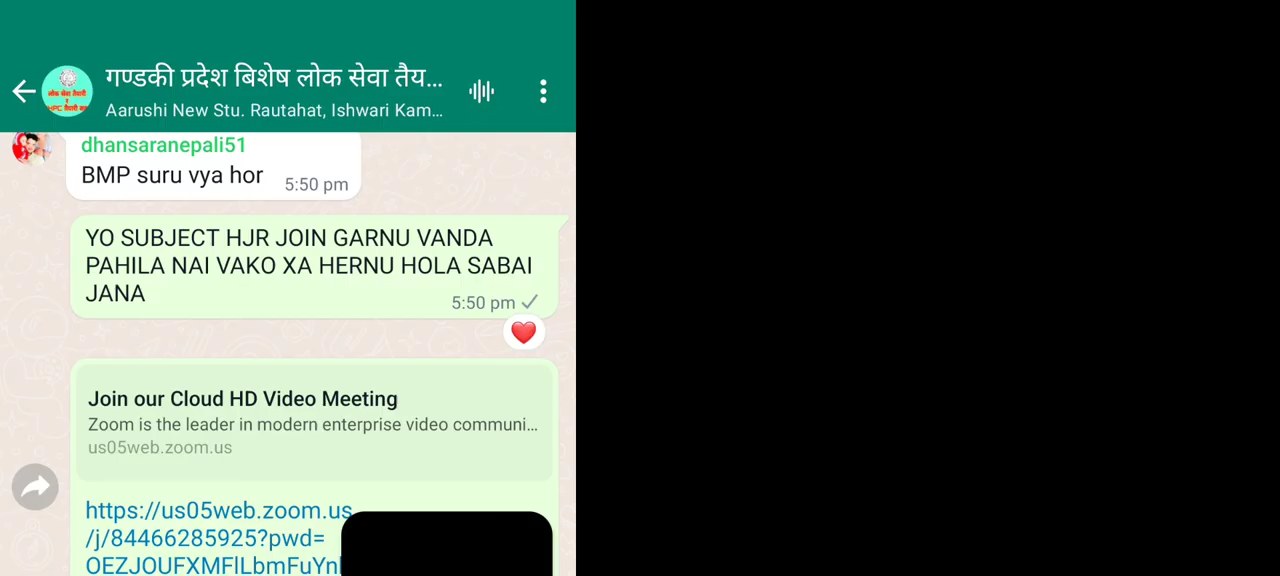 गण्डकी प्रदेश बिशेष लोक सेवा तैय...
Aarushi New Stu. Rautahat, Ishwari Kam...
dhansaranepali51
BMP suru vya hor
5:50 pm
YO SUBJECT HJR JOIN GARNU VANDA
PAHILA NAI VAKO XA HERNU HOLA SABAI
JANA
5:50 pm
Join our Cloud HD Video Meeting
Zoom is the leader in modern enterprise video communi...
us05web.zoom.us
https://us05web.zoom.us
/j/84466285925?pwd=